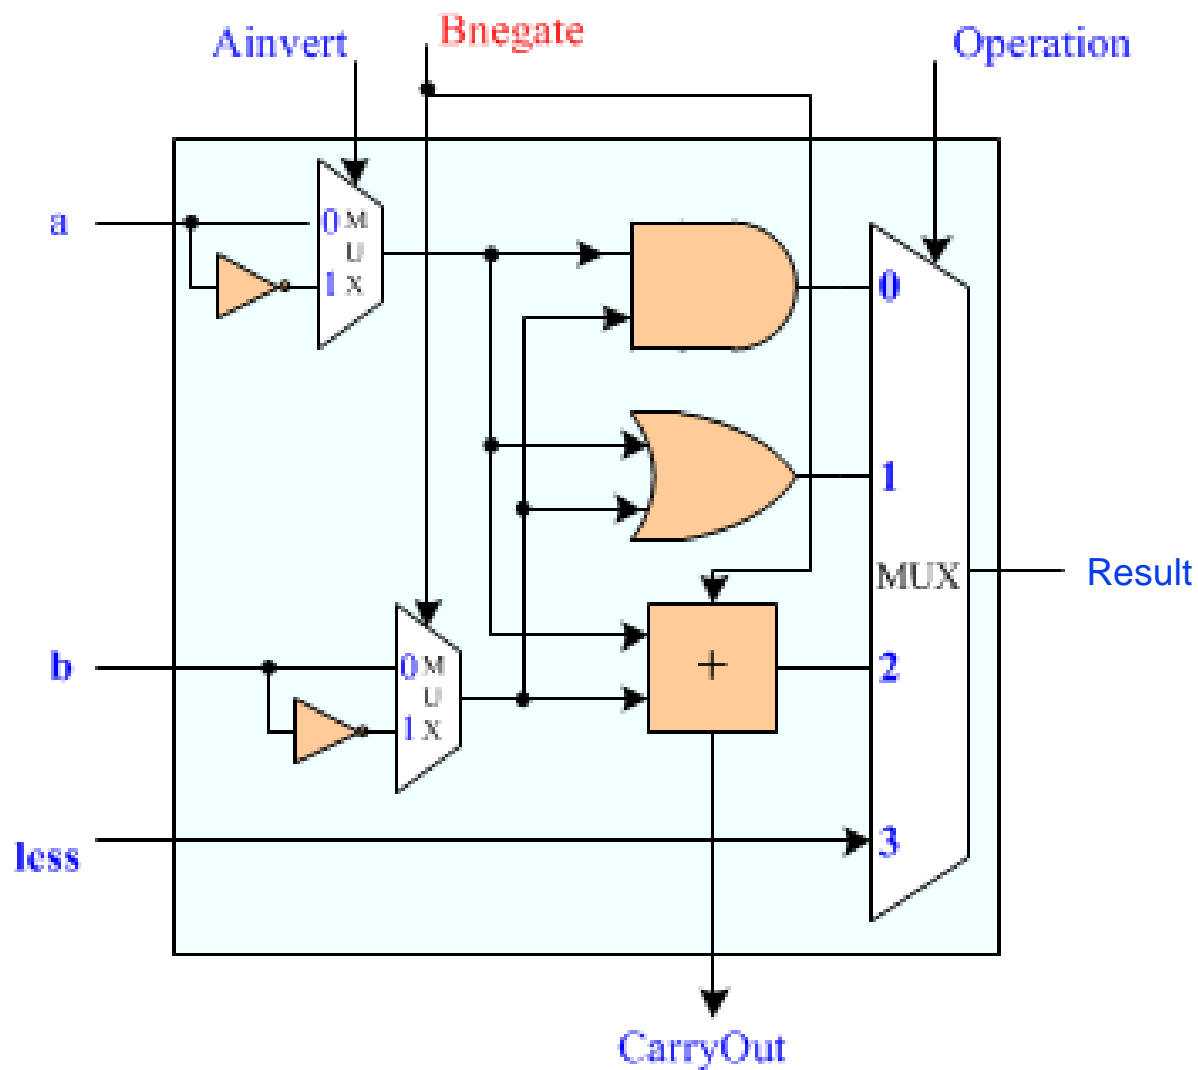 Ainvert
Bnegate
Operation
a
0 M
U
1 X
0
1
MUX
Result
b
0 M
U
1 X
+
2
less
3
CarryOut